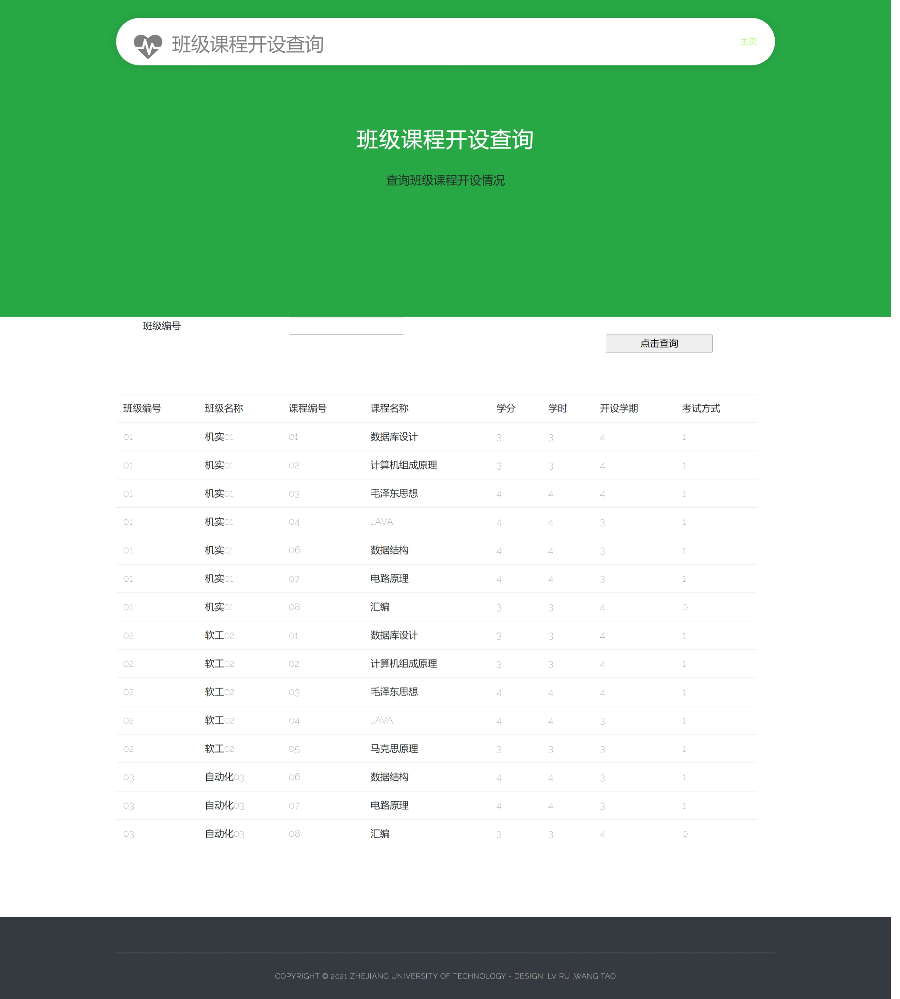 班级课程开设查询 主页
班级课程开设查询
查询班级课程开设情况
班级编号
点击查询
班级编号 班级名称 课程编号 课程名称 学分 学时 开设学期 考试方式
01 机实01 01 数据库设计 3 3 4 1
01 机实01 02 计算机组成原理 3 3 4 1
01 机实01 03 毛泽东思想 4 4 4 1
01 机实01 04 JAVA 4 4 3 1
01 机实01 06 数据结构 4 4 3 1
01 机实01 07 电路原理 4 4 3 1
01 机实01 08 汇编 3 3 4 0
02 软工02 01 数据库设计 3 3 4 1
02 软工02 02 计算机组成原理 3 3 4 1
02 软工02 03 毛泽东思想 4 4 4 1
02 软工02 04 JAVA 4 4 3 1
02 软工02 05 马克思原理 3 3 3 1
03 自动化03 06 数据结构 4 4 3 1
03 自动化03 07 电路原理 4 4 3 1
03 自动化03 08 汇编 3 3 4 0
COPYRIGHT © 2021 ZHEJIANG UNIVERSITY OF TECHNOLOGY - DESIGN: LV RUI,WANG TAO